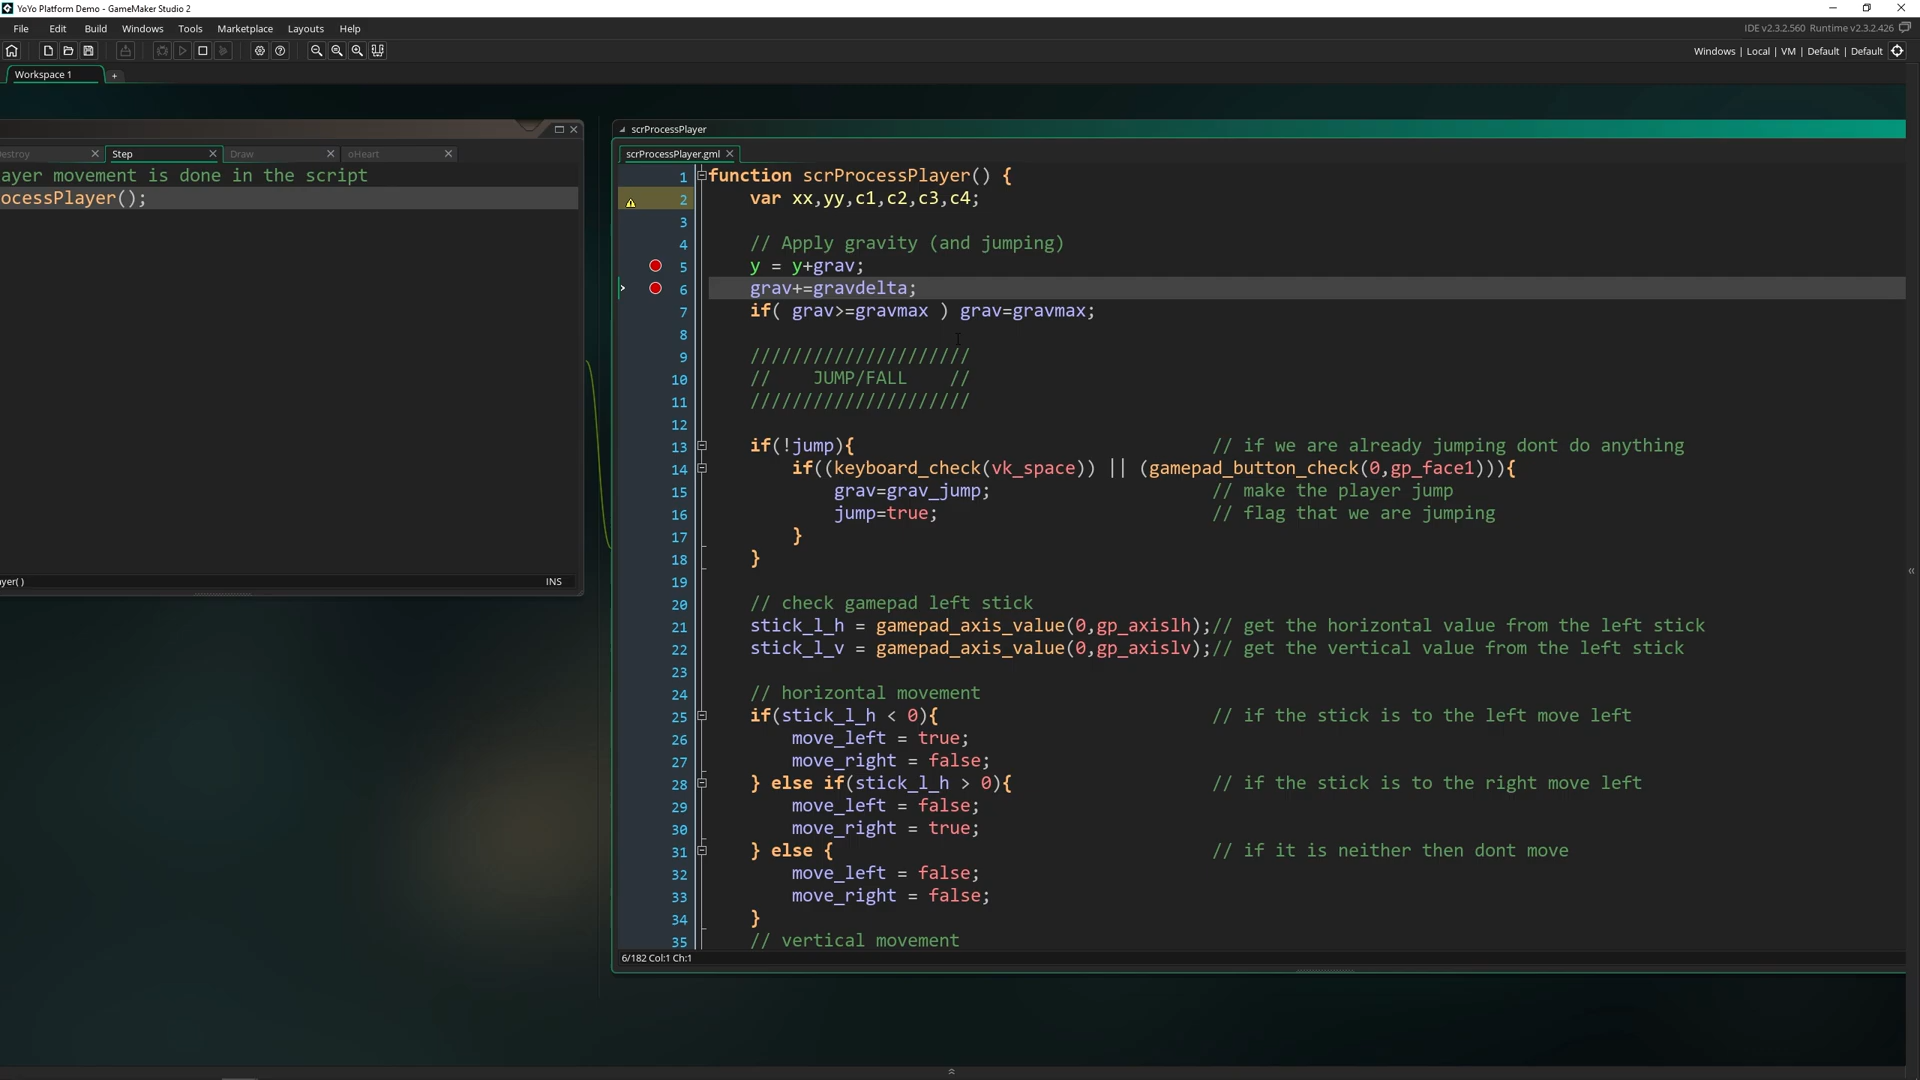 YoYo Platform Demo - GameMaker Studio 2
File Edit Build Windows Tools Marketplace Layouts Help
IDE v2.3.2.560 Runtime v2.3.2.426
Windows | Local | VM | Default | Default
Workspace 1 +
estroy Step Draw oHeart
ayer movement is done in the script
ocessPlayer();
ayer( ) INS
scrProcessPlayer
scrProcessPlayer.gml
1 function scrProcessPlayer() {
2 var xx,yy,c1,c2,c3,c4;
3
4 // Apply gravity (and jumping)
5 y = y+grav;
6 grav+=gravdelta;
7 if( grav>=gravmax ) grav=gravmax;
8
9 /////////////////////
10 // JUMP/FALL //
11 /////////////////////
12
13 if(!jump){ // if we are already jumping dont do anything
14 if((keyboard_check(vk_space)) || (gamepad_button_check(0,gp_face1))){
15 grav=grav_jump; // make the player jump
16 jump=true; // flag that we are jumping
17 }
18 }
19
20 // check gamepad left stick
21 stick_l_h = gamepad_axis_value(0,gp_axislh);// get the horizontal value from the left stick
22 stick_l_v = gamepad_axis_value(0,gp_axislv);// get the vertical value from the left stick
23
24 // horizontal movement
25 if(stick_l_h < 0){ // if the stick is to the left move left
26 move_left = true;
27 move_right = false;
28 } else if(stick_l_h > 0){ // if the stick is to the right move left
29 move_left = false;
30 move_right = true;
31 } else { // if it is neither then dont move
32 move_left = false;
33 move_right = false;
34 }
35 // vertical movement
6/182 Col:1 Ch:1